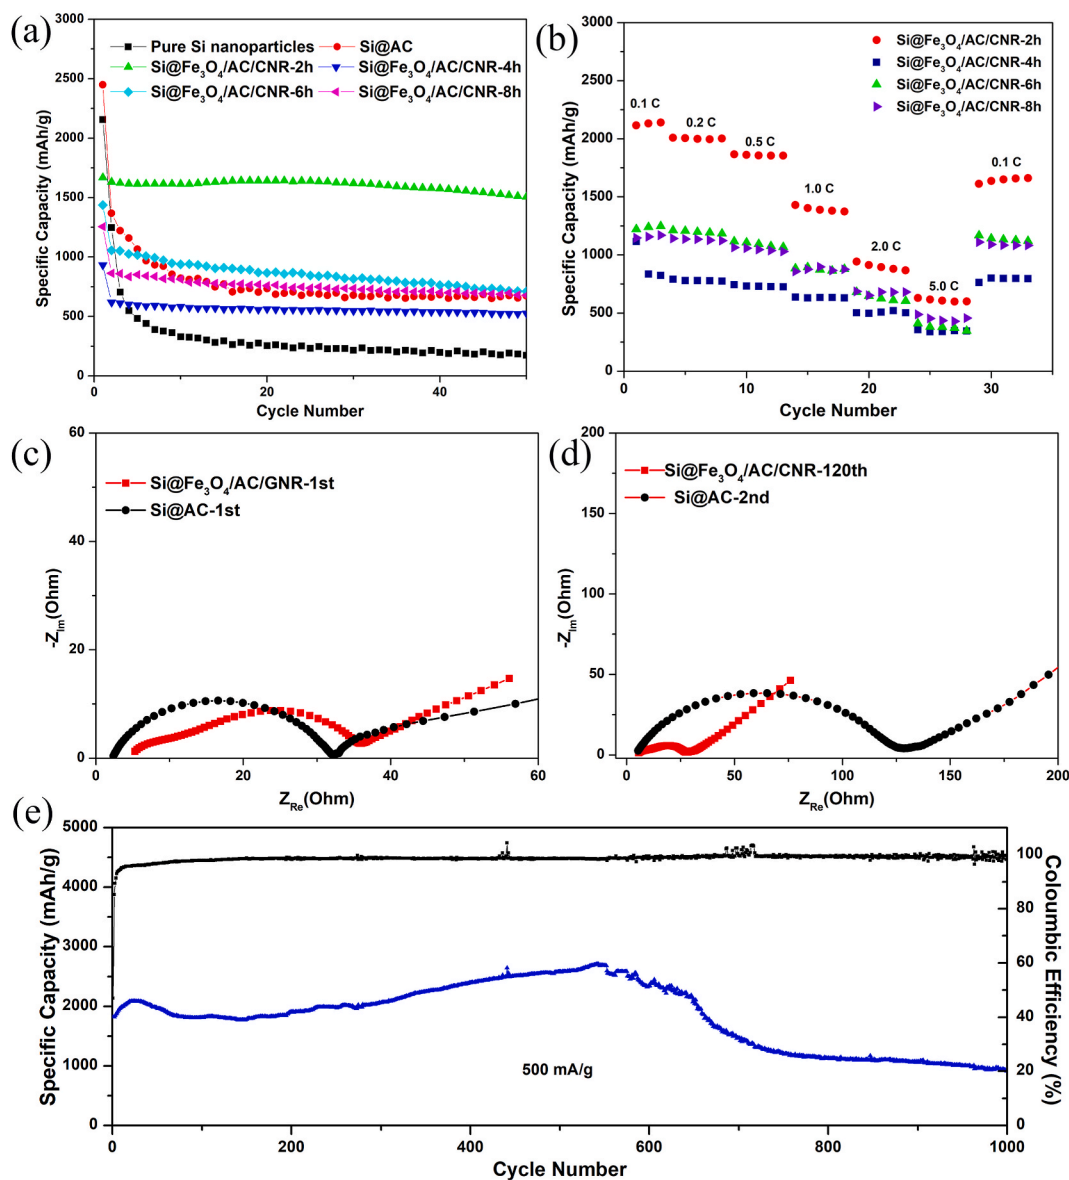 (a)
3000
2500
2000
1500
1000
500
0
Specific Capacity (mAh/g)
Pure Si nanoparticles
Si@AC
Si@Fe₃O₄/AC/CNR-2h
Si@Fe₃O₄/AC/CNR-4h
Si@Fe₃O₄/AC/CNR-6h
Si@Fe₃O₄/AC/CNR-8h
0 20 40
Cycle Number
(b)
3000
2500
2000
1500
1000
500
0
Specific Capacity (mAh/g)
Si@Fe₃O₄/AC/CNR-2h
Si@Fe₃O₄/AC/CNR-4h
Si@Fe₃O₄/AC/CNR-6h
Si@Fe₃O₄/AC/CNR-8h
0.1 C
0.2 C
0.5 C
1.0 C
2.0 C
5.0 C
0.1 C
0 10 20 30
Cycle Number
(c)
60
40
20
0
-Z_Im(Ohm)
Si@Fe₃O₄/AC/GNR-1st
Si@AC-1st
0 20 40 60
Z_Re(Ohm)
(d)
200
150
100
50
0
-Z_Im(Ohm)
Si@Fe₃O₄/AC/CNR-120th
Si@AC-2nd
0 50 100 150 200
Z_Re(Ohm)
(e)
5000
4000
3000
2000
1000
0
Specific Capacity (mAh/g)
500 mA/g
100
80
60
40
20
0
Coloumbic Efficiency (%)
0 200 400 600 800 1000
Cycle Number